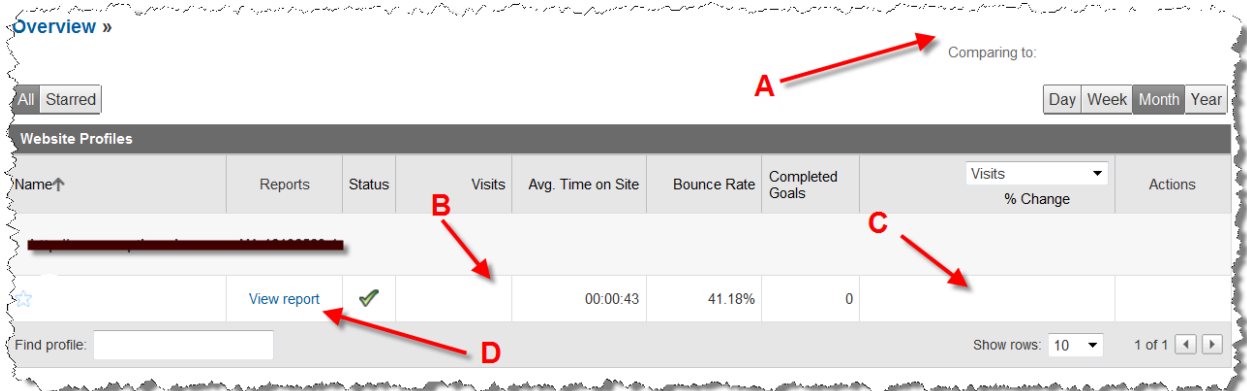 Overview »
Comparing to:
A
All Starred
Day Week Month Year
Website Profiles
Name Reports Status Visits Avg. Time on Site Bounce Rate Completed Goals Visits % Change Actions
B
C
View report 00:00:43 41.18% 0
D
Find profile: Show rows: 10 1 of 1